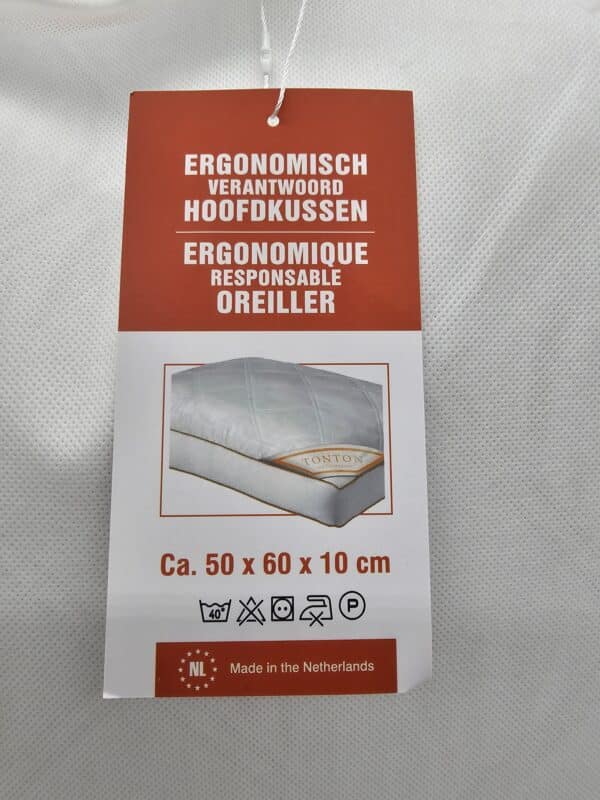 ERGONOMISCH
VERANTWOORD
HOOFDKUSSEN
ERGONOMIQUE
RESPONSABLE
OREILLER
TONTON
Ca. 50 x 60 x 10 cm
40° P
NL Made in the Netherlands